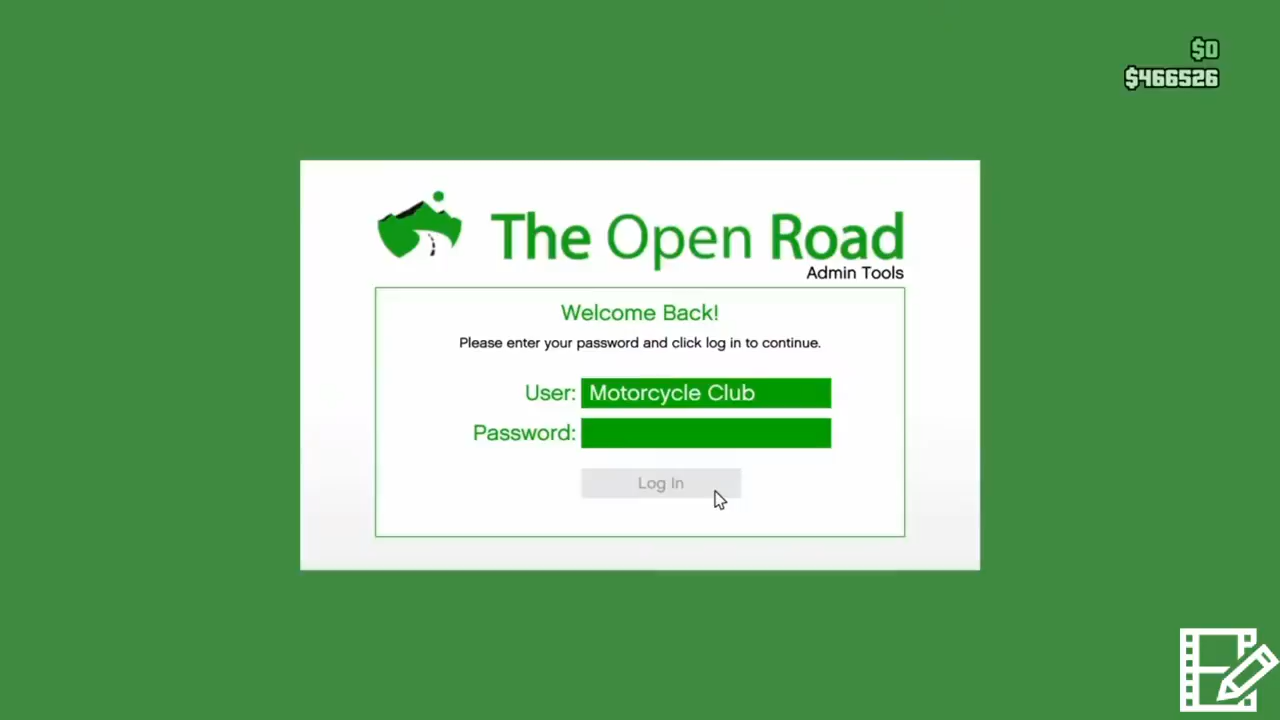 $0
$466526
The Open Road
Admin Tools
Welcome Back!
Please enter your password and click log in to continue.
User: Motorcycle Club
Password:
Log In